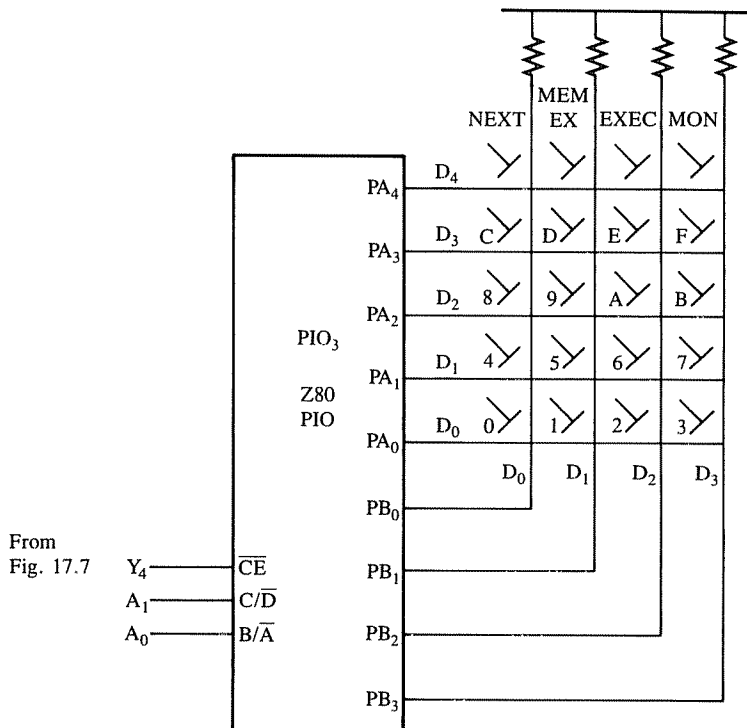 MEM
NEXT EX EXEC MON
D₄
PA₄
D₃ C D E F
PA₃
D₂ 8 9 A B
PA₂
PIO₃
D₁ 4 5 6 7
PA₁
Z80
PIO
D₀ 0 1 2 3
PA₀
D₀ D₁ D₂ D₃
PB₀
From
Fig. 17.7
Y₄ C̅E̅
PB₁
A₁ C/D̅
A₀ B/A̅
PB₂
PB₃